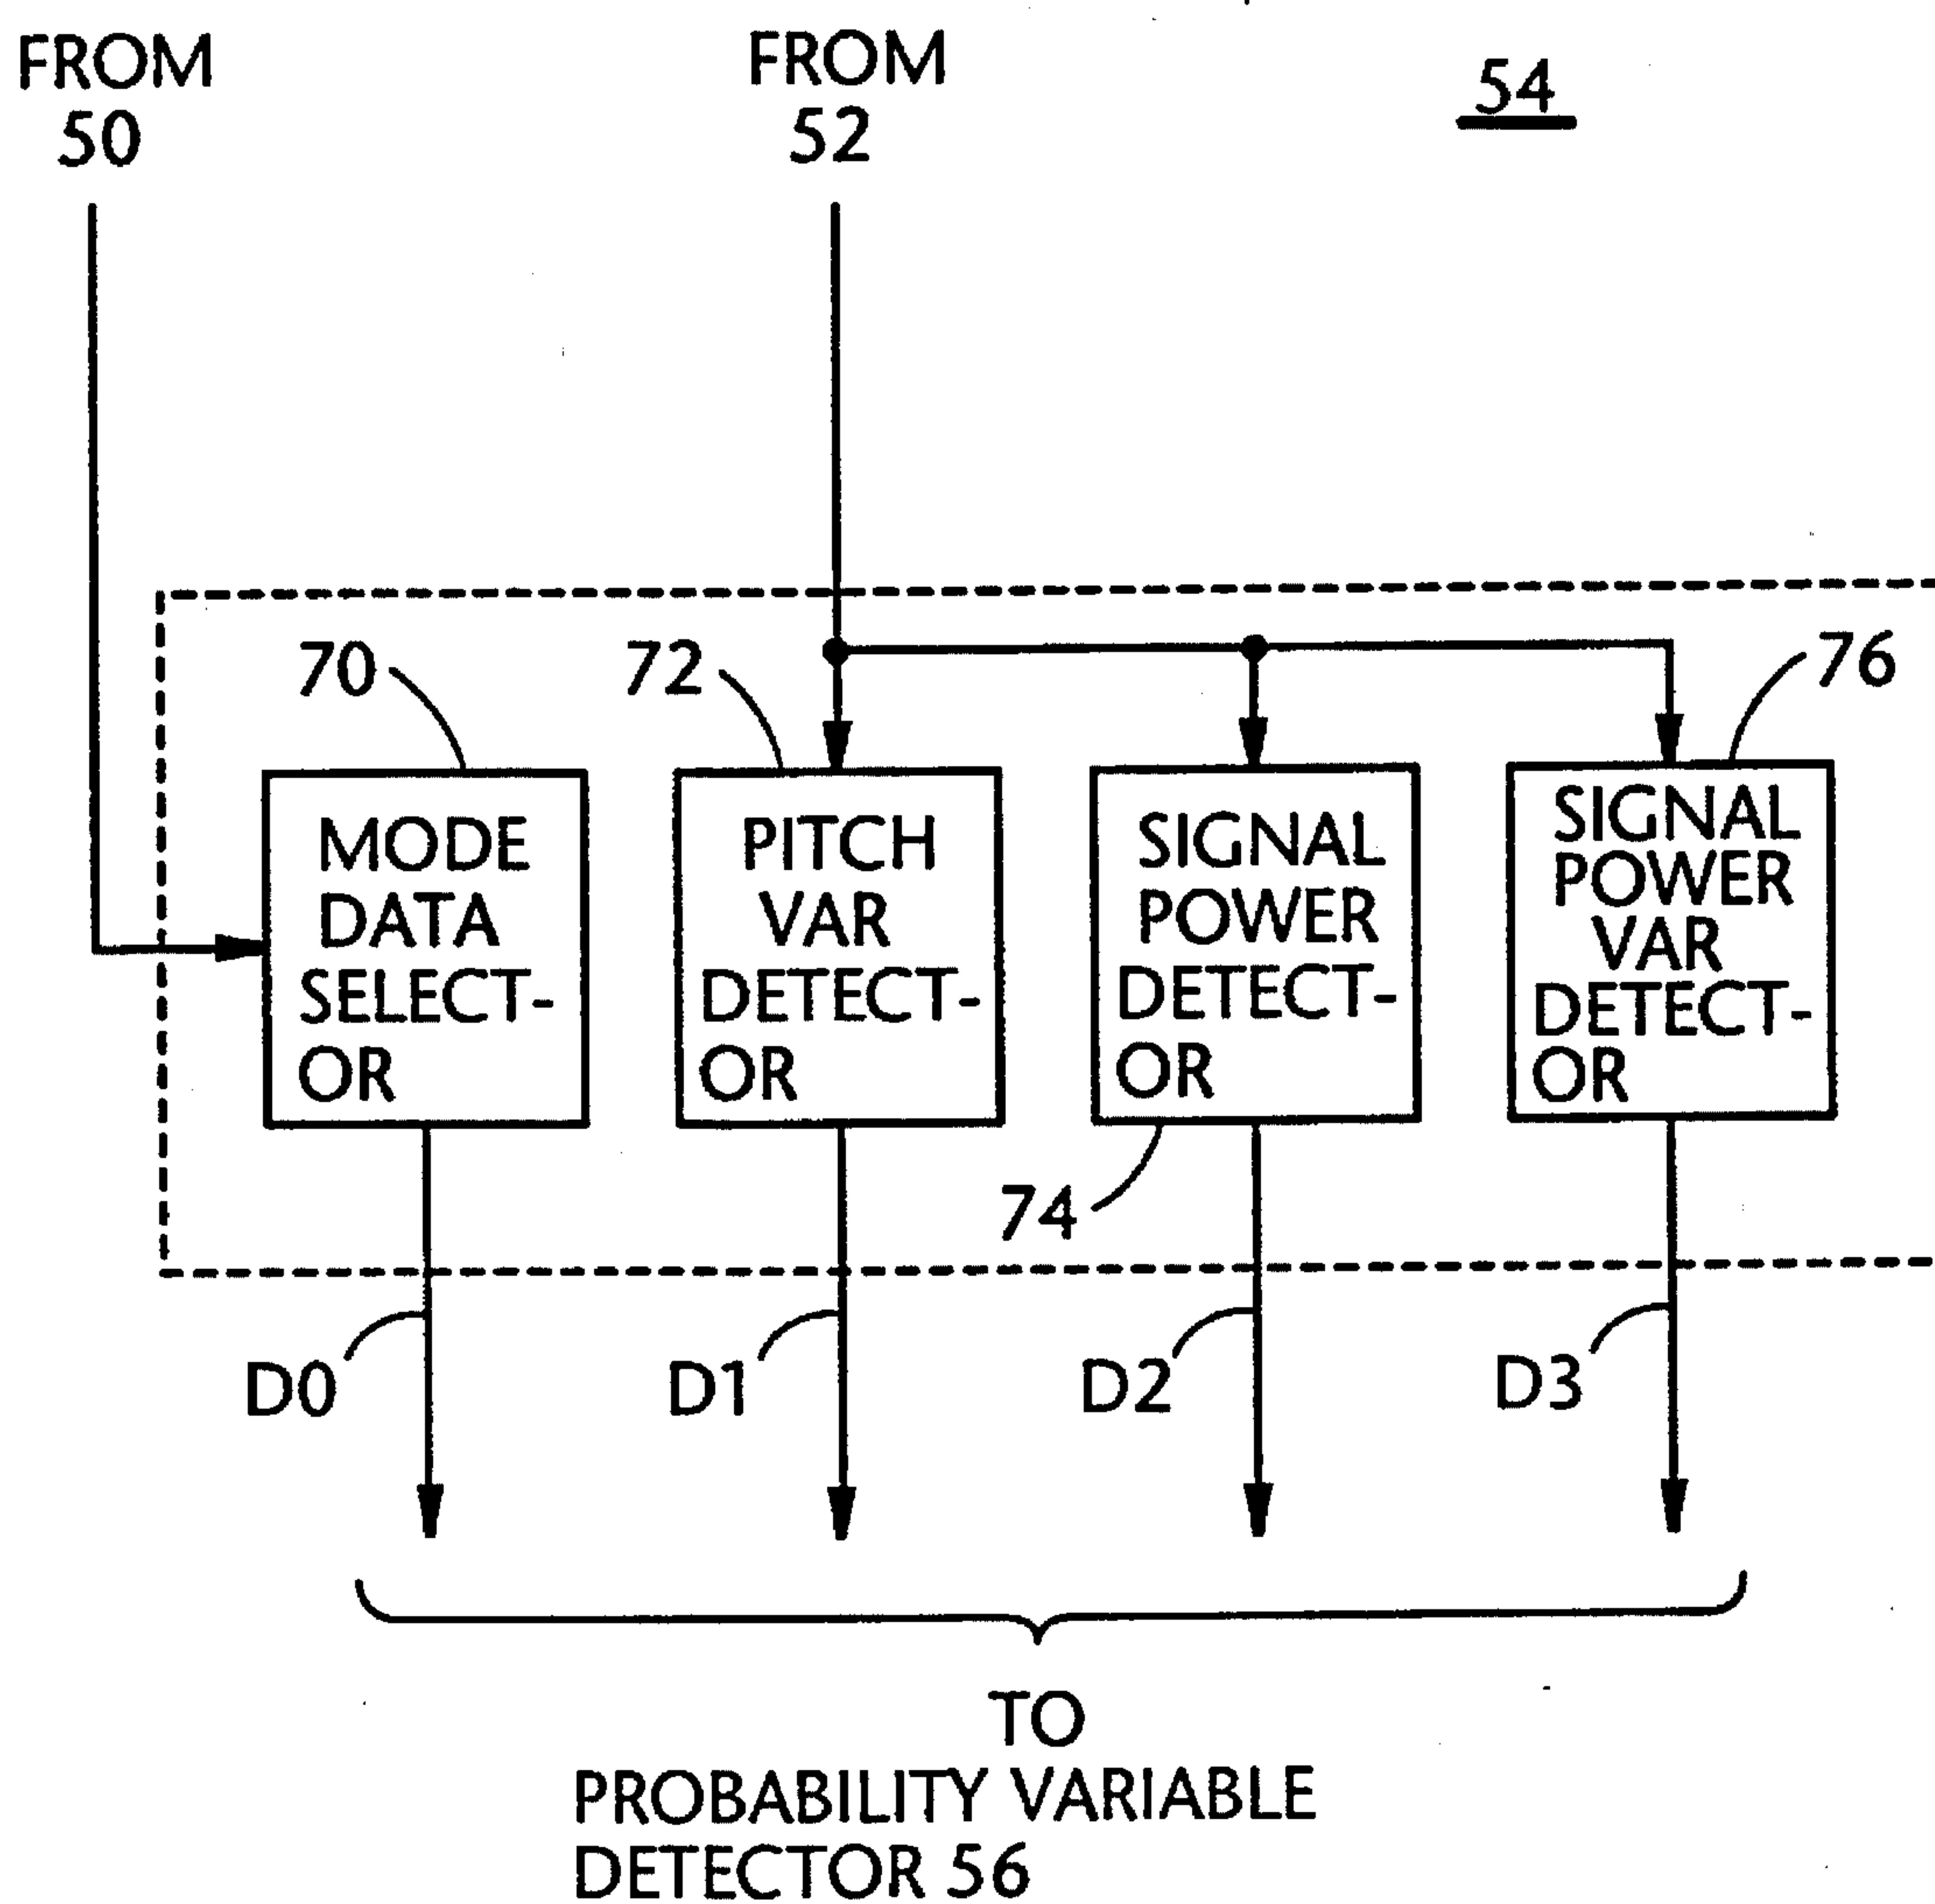 FROM
50
FROM
52
54
70
72
76
MODE
DATA
SELECT-
OR
PITCH
VAR
DETECT-
OR
SIGNAL
POWER
DETECT-
OR
SIGNAL
POWER
VAR
DETECT-
OR
74
D0
D1
D2
D3
TO
PROBABILITY VARIABLE
DETECTOR 56